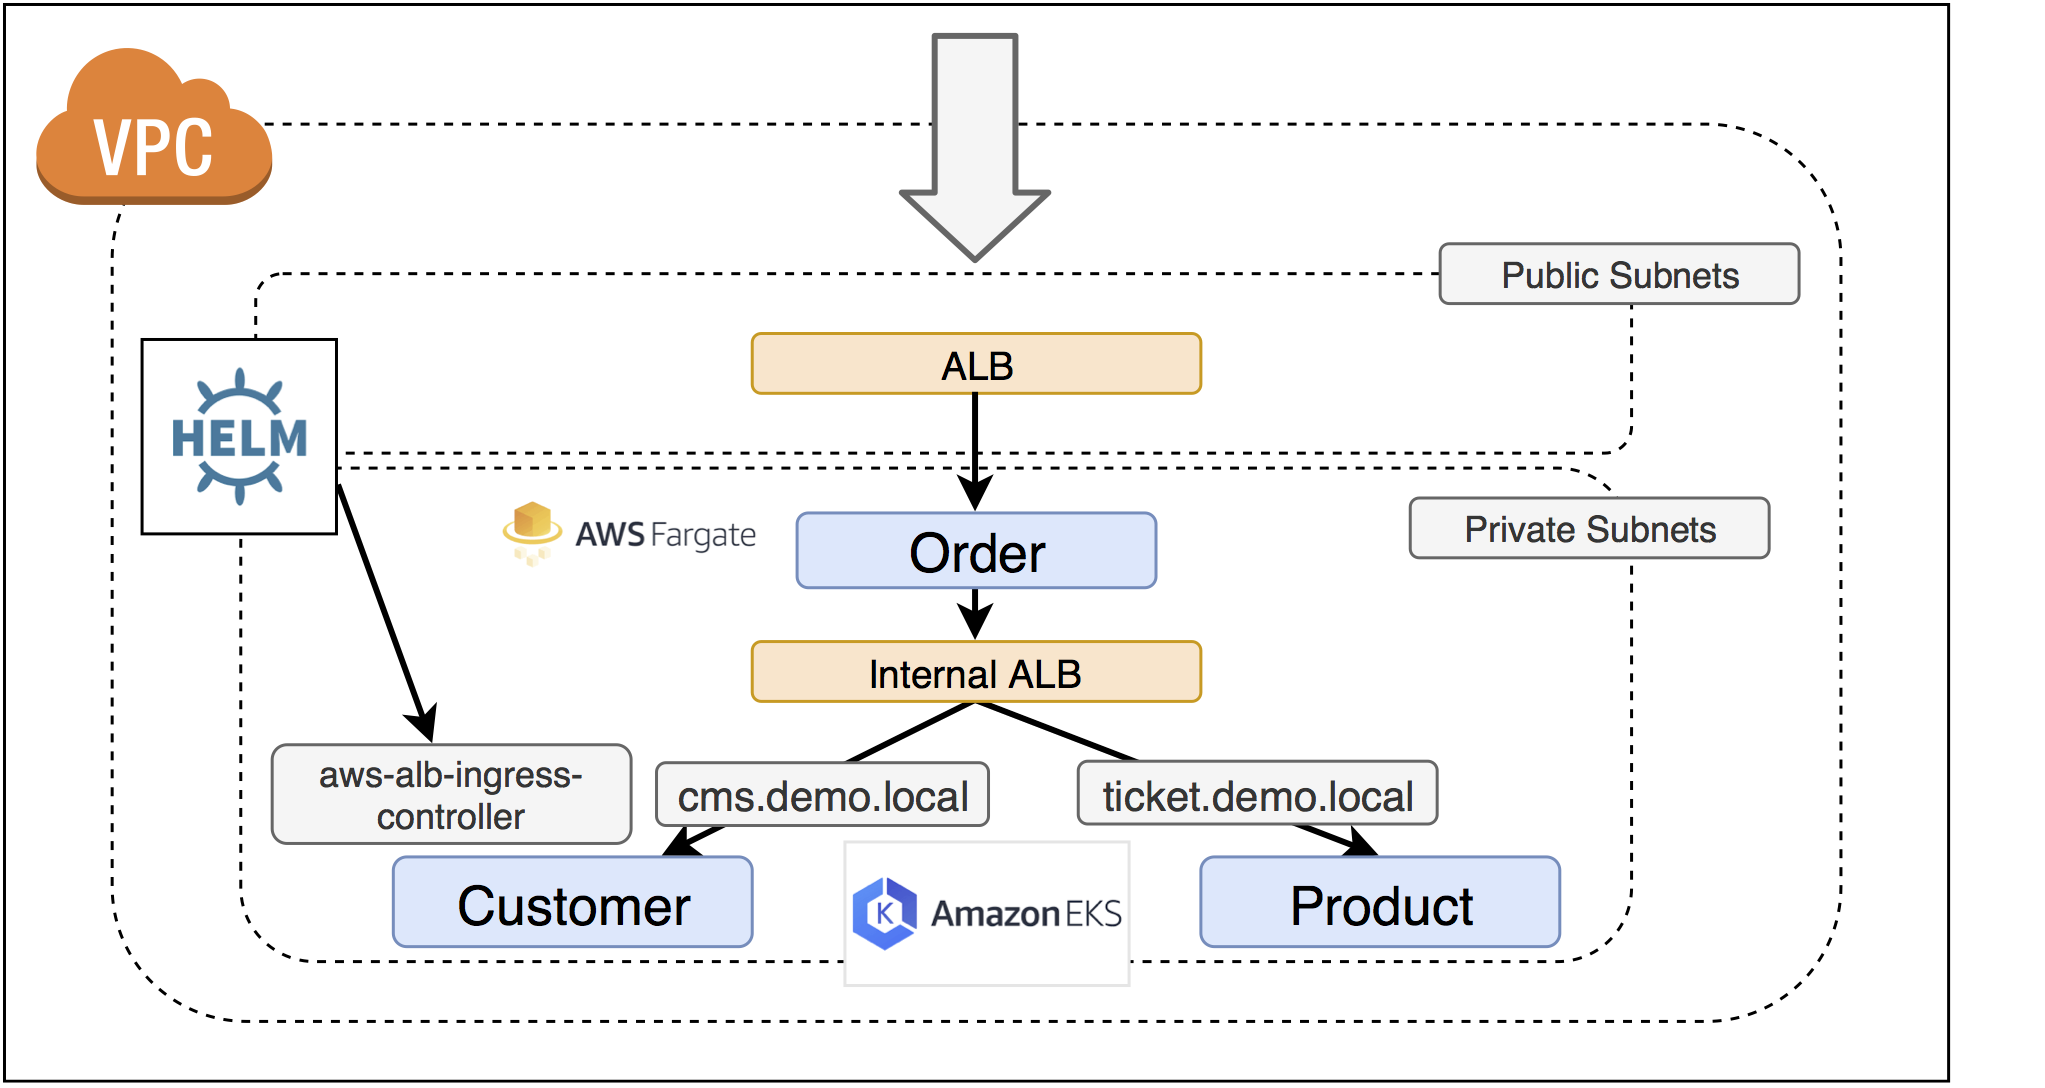 VPC
Public Subnets
ALB
HELM
AWS Fargate
Order
Private Subnets
Internal ALB
aws-alb-ingress-
controller
cms.demo.local
ticket.demo.local
Customer
Amazon EKS
Product
K